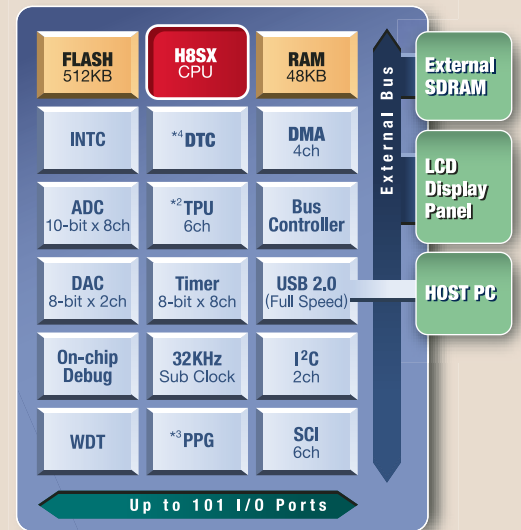 FLASH
512KB
H8SX
CPU
RAM
48KB
External Bus
External
SDRAM
INTC
*4DTC
DMA
4ch
LCD
Display
Panel
ADC
10-bit x 8ch
*2TPU
6ch
Bus
Controller
DAC
8-bit x 2ch
Timer
8-bit x 8ch
USB 2.0
(Full Speed)
HOST PC
On-chip
Debug
32KHz
Sub Clock
I²C
2ch
WDT
*3PPG
SCI
6ch
Up to 101 I/O Ports